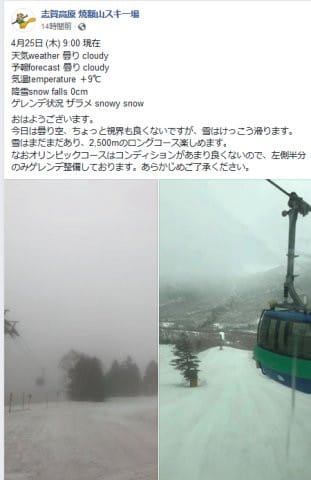 志賀高原 焼額山スキー場
14時間前
4月25日 (木) 9:00 現在
天気weather 曇り cloudy
予報forecast 曇り cloudy
気温temperature +9℃
降雪snow falls 0cm
ゲレンデ状況 ザラメ snowy snow
おはようございます。
今日は曇り空、ちょっと視界も良くないですが、雪はけっこう滑ります。
雪はまだまだあり、2,500mのロングコース楽しめます。
なおオリンピックコースはコンディションがあまり良くないので、左側半分
のみゲレンデ整備しております。あらかじめご了承ください。